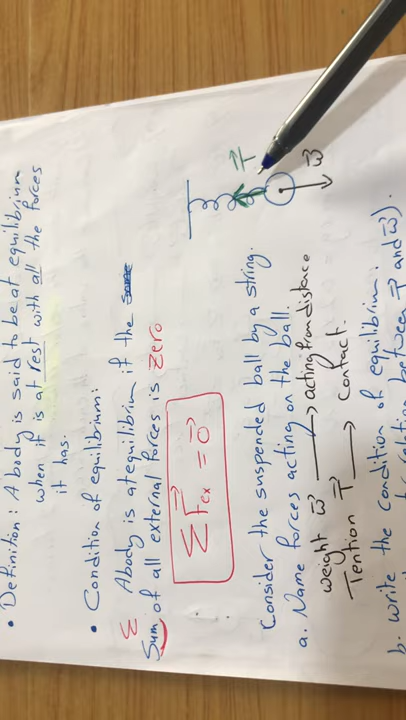 • Definition : A body is said to be at equilibrium
when it is at rest with all the forces
it has.
• Condition of equilibrium:
Σ A body is at equilibrium if the
Sum of all external forces is Zero
ΣFex = 0
Consider the suspended ball by a string.
a. Name forces acting on the ball.
weight w → acting from distance
Tention T → Contact.
b. write the condition of equilibrium.
between T and w).
T
w